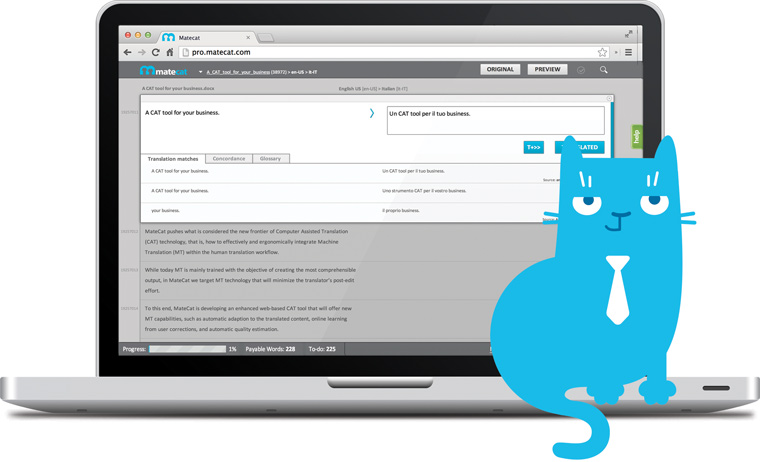 Matecat
pro.matecat.com
matecat
A_CAT_tool_for_your_business (38972) > en-US > it-IT
ORIGINAL
PREVIEW
A CAT tool for your business.docx
English US [en-US] > Italian [it-IT]
A CAT tool for your business.
Un CAT tool per il tuo business.
T+>>
LATED
help
Translation matches
Concordance
Glossary
A CAT tool for your business.
Un CAT tool per il tuo business.
Source:
A CAT tool for your business.
Uno strumento CAT per il vostro business.
your business.
il proprio business.
MateCat pushes what is considered the new frontier of Computer Assisted Translation
(CAT) technology, that is, how to effectively and ergonomically integrate Machine
Translation (MT) within the human translation workflow.
While today MT is mainly trained with the objective of creating the most comprehensible
output, in MateCat we target MT technology that will minimize the translator's post-edit
effort.
To this end, MateCat is developing an enhanced web-based CAT tool that will offer new
MT capabilities, such as automatic adaption to the translated content, online learning
from user corrections, and automatic quality estimation.
Progress:
1%
Payable Words: 228
To-do: 225